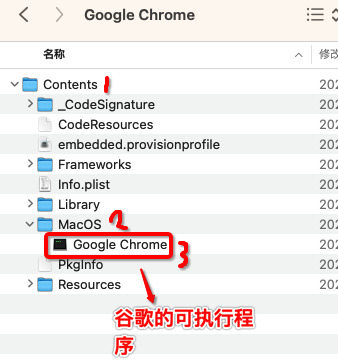 Google Chrome
名称
修改
Contents 1
202
_CodeSignature
202
CodeResources
202
embedded.provisionprofile
202
Frameworks
202
Info.plist
202
Library
202
MacOS 2
202
Google Chrome
202
3
PkgInfo
202
Resources
202
谷歌的可执行程
序